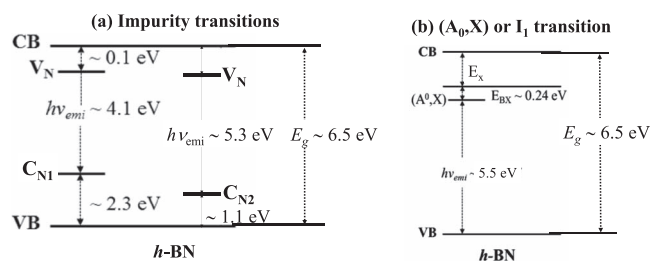 (a) Impurity transitions
CB
~ 0.1 eV
V_N
V_N
hν_emi ~ 4.1 eV
hν_emi ~ 5.3 eV
E_g ~ 6.5 eV
C_N1
C_N2
~ 2.3 eV
~ 1.1 eV
VB
h-BN
(b) (A_0,X) or I_1 transition
CB
E_x
E_BX ~ 0.24 eV
(A^0,X)
E_g ~ 6.5 eV
hν_emi ~ 5.5 eV
VB
h-BN